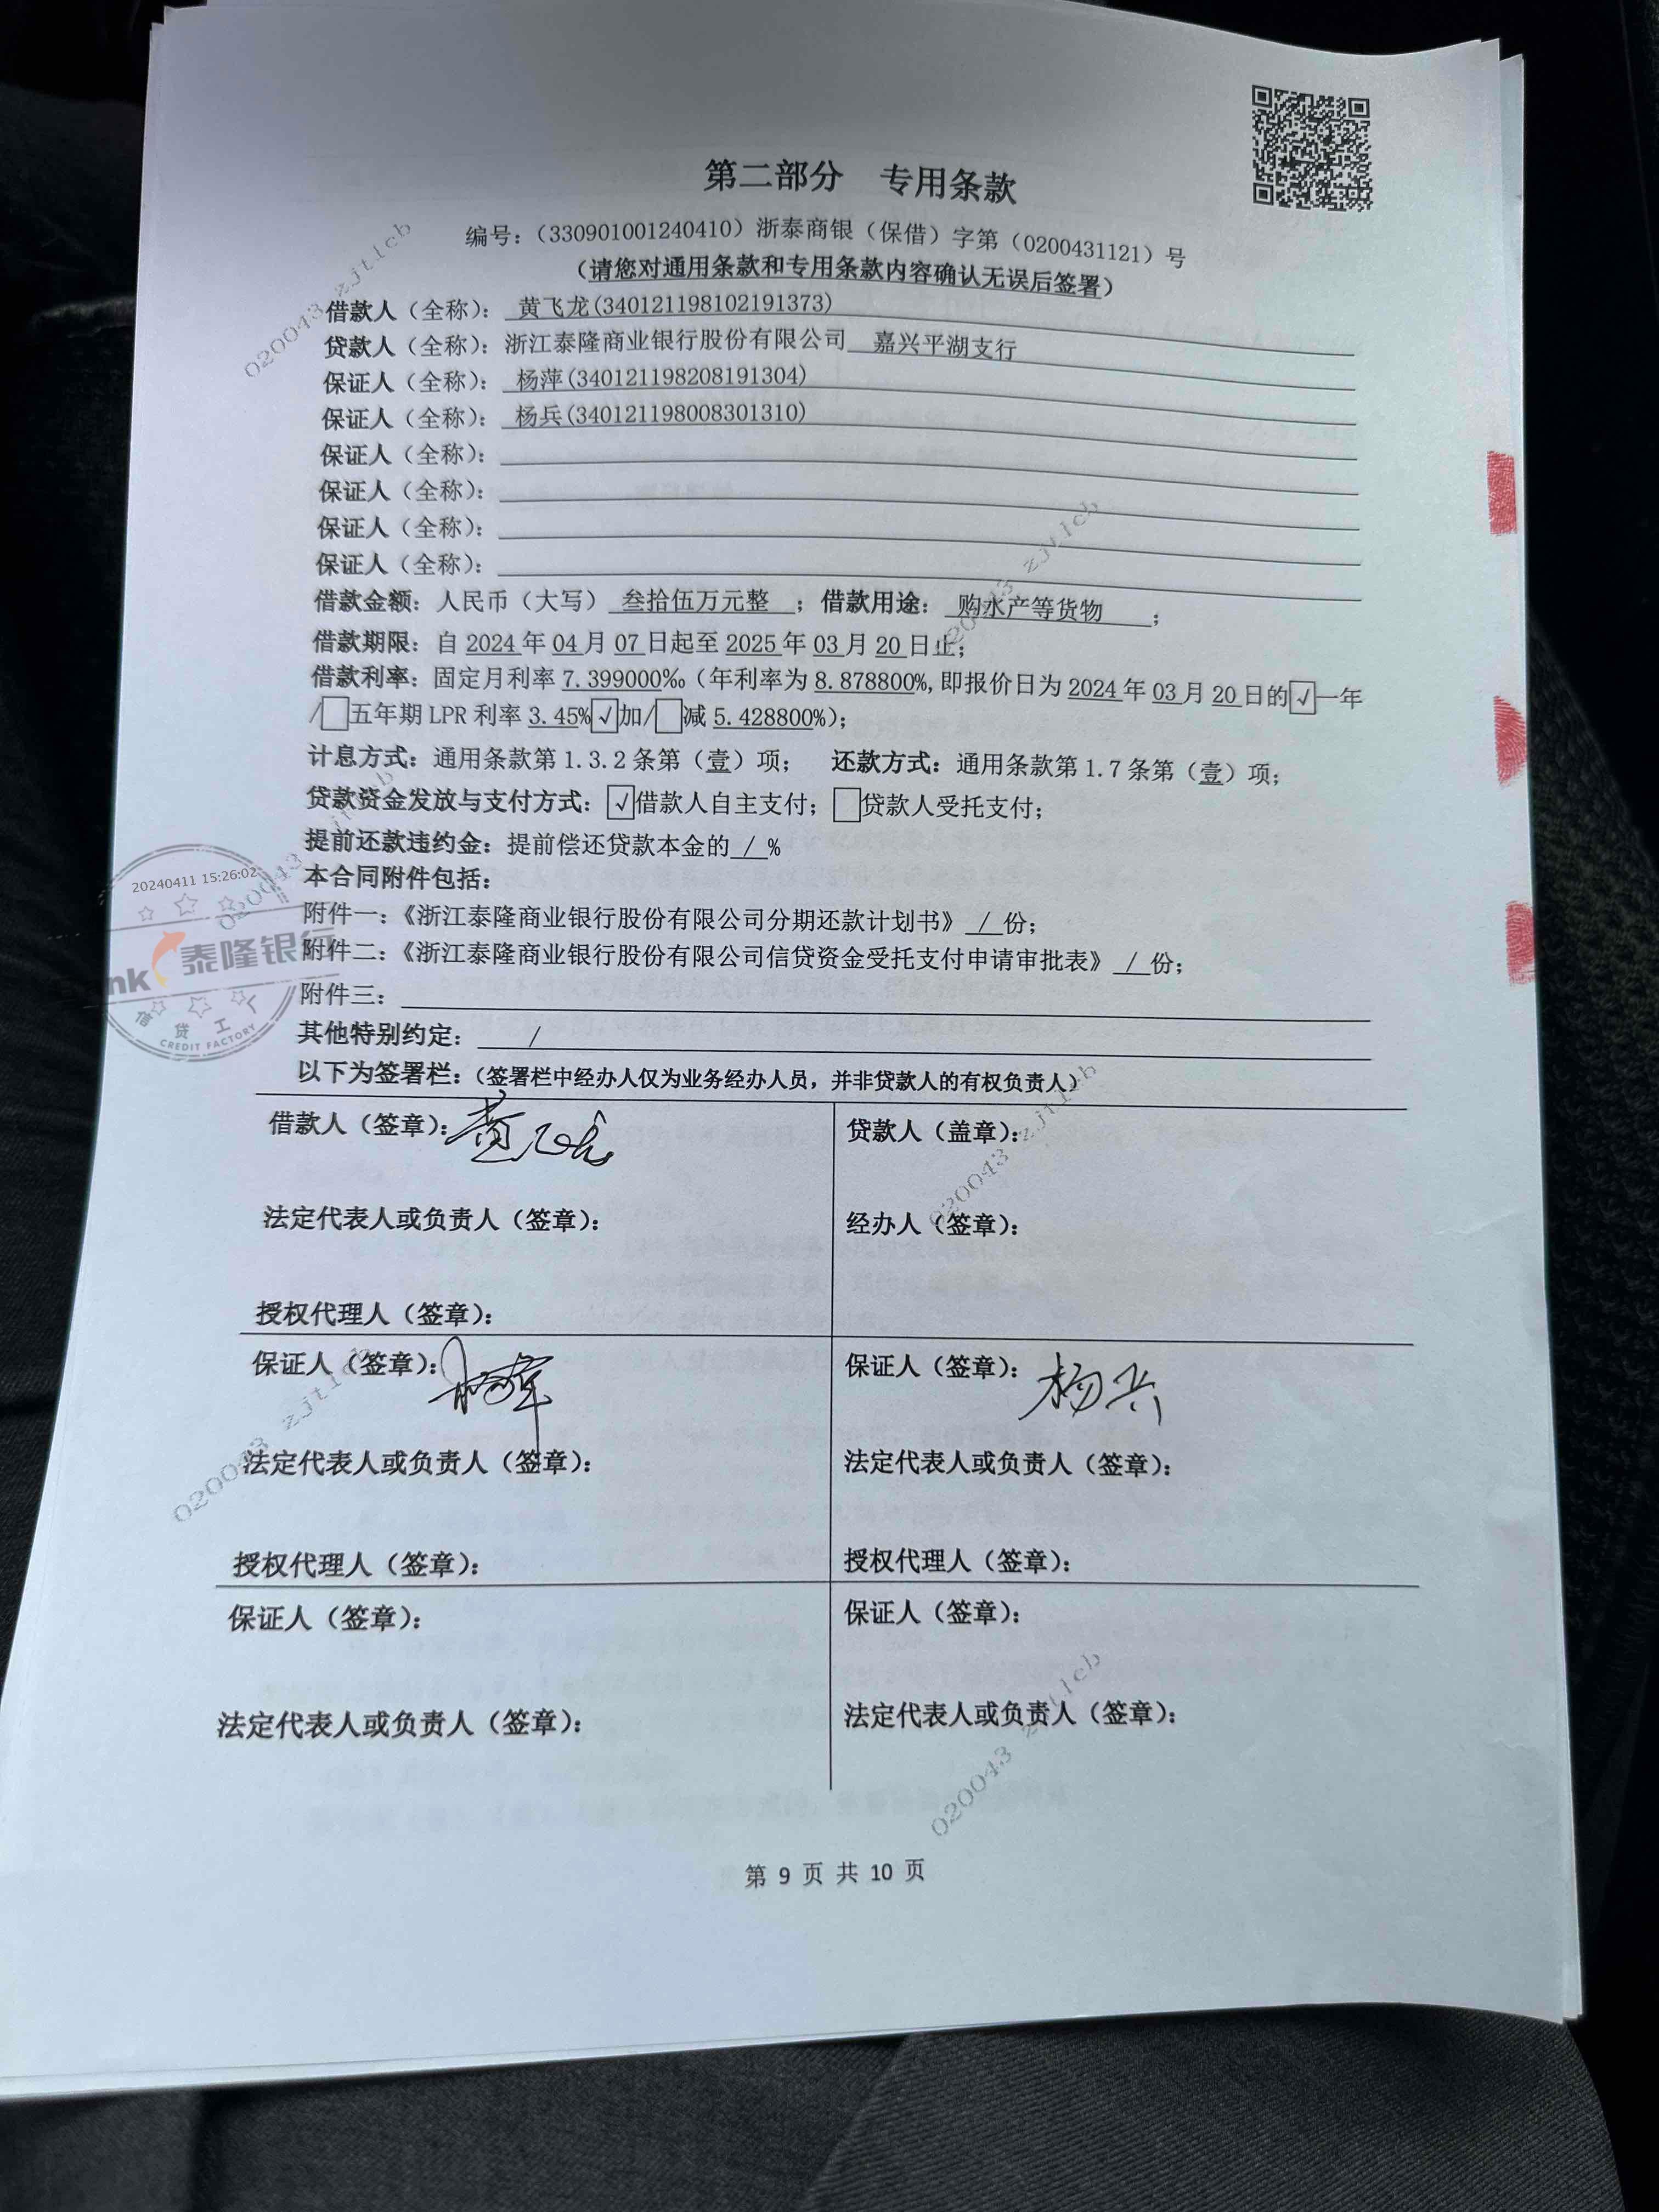 第二部分 专用条款
编号：（330901001240410）浙泰商银（保借）字第（0200431121）号
（请您对通用条款和专用条款内容确认无误后签署）
借款人（全称）： 黄飞龙(340121198102191373)
贷款人（全称）：浙江泰隆商业银行股份有限公司 嘉兴平湖支行
保证人（全称）： 杨萍(340121198208191304)
保证人（全称）： 杨兵(340121198008301310)
保证人（全称）：
保证人（全称）：
保证人（全称）：
保证人（全称）：
借款金额：人民币（大写） 叁拾伍万元整 ；借款用途： 购水产等货物 ；
借款期限：自 2024 年 04 月 07 日起至 2025 年 03 月 20 日止；
借款利率：固定月利率 7.399000‰（年利率为 8.878800%,即报价日为 2024 年 03 月 20 日的√一年
/□五年期 LPR 利率 3.45%√加/□减 5.428800%）；
计息方式：通用条款第 1.3.2 条第（壹）项； 还款方式：通用条款第 1.7 条第（壹）项；
贷款资金发放与支付方式：√借款人自主支付；□贷款人受托支付；
提前还款违约金：提前偿还贷款本金的 / %
20240411 15:26:02
本合同附件包括：
附件一：《浙江泰隆商业银行股份有限公司分期还款计划书》 / 份；
nk 泰隆银行
附件二：《浙江泰隆商业银行股份有限公司信贷资金受托支付申请审批表》 / 份；
附件三：
信贷工厂
CREDIT FACTORY
其他特别约定： /
以下为签署栏：（签署栏中经办人仅为业务经办人员，并非贷款人的有权负责人）
借款人（签章）：黄飞龙
贷款人（盖章）：
法定代表人或负责人（签章）：
经办人（签章）：
授权代理人（签章）：
保证人（签章）：杨萍
保证人（签章）：杨兵
法定代表人或负责人（签章）：
法定代表人或负责人（签章）：
授权代理人（签章）：
授权代理人（签章）：
保证人（签章）：
保证人（签章）：
法定代表人或负责人（签章）：
法定代表人或负责人（签章）：
第 9 页 共 10 页
020043 zjtlcb
020043 zjtlcb
020043 zjtlcb
020043 zjtlcb
020043 zjtlcb
020043 zjtlcb